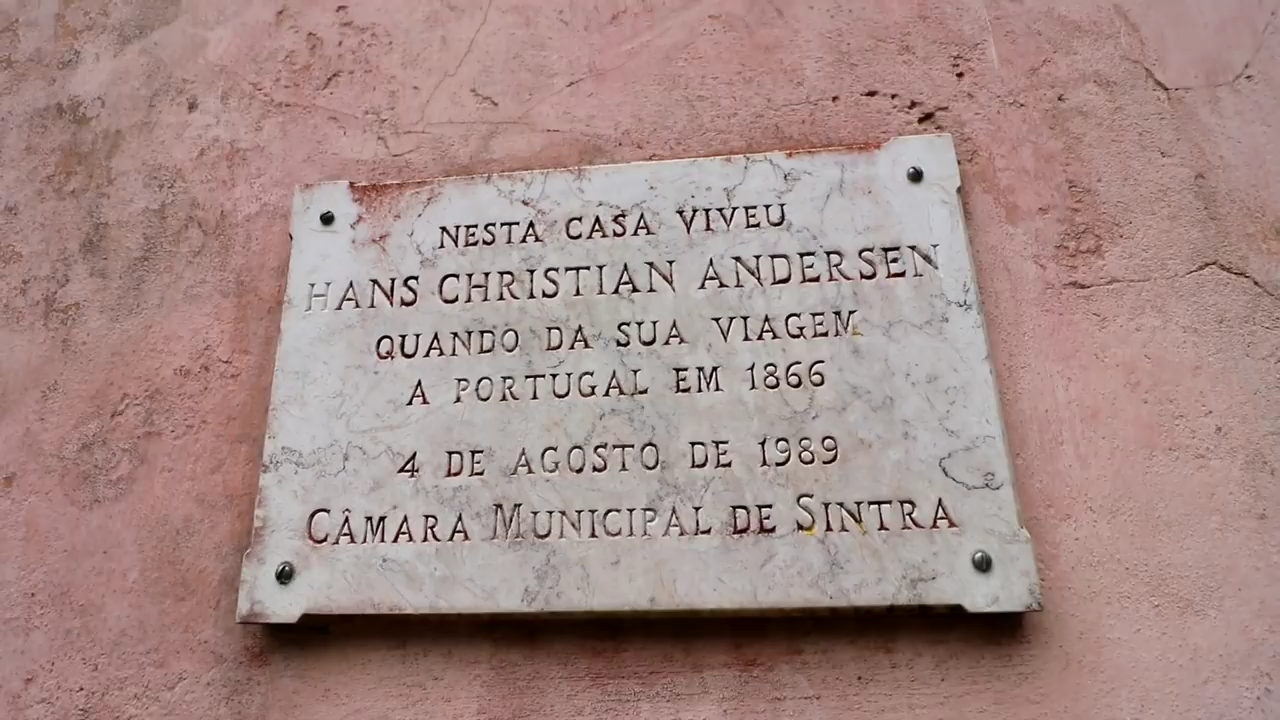 NESTA CASA VIVEU
HANS CHRISTIAN ANDERSEN
QUANDO DA SUA VIAGEM
A PORTUGAL EM 1866
4 DE AGOSTO DE 1989
CÂMARA MUNICIPAL DE SINTRA